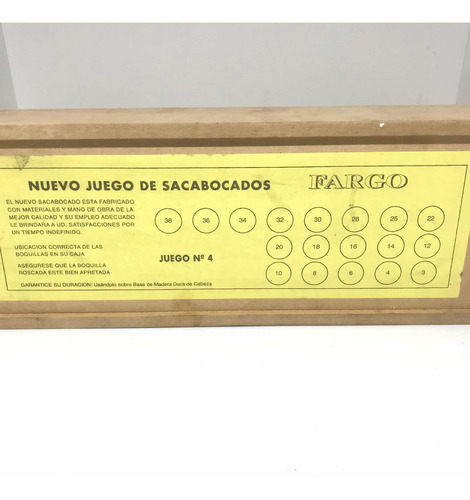 NUEVO JUEGO DE SACABOCADOS
FARGO
EL NUEVO SACABOCADO ESTA FABRICADO
CON MATERIALES Y MANO DE OBRA DE LA
MEJOR CALIDAD Y SU EMPLEO ADECUADO
LE BRINDARA A UD. SATISFACCIONES POR
UN TIEMPO INDEFINIDO.
38 36 34 32 30 28 25 22
UBICACION CORRECTA DE LAS
BOQUILLAS EN SU CAJA
20 18 16 14 12
JUEGO Nº 4
ASEGURESE QUE LA BOQUILLA
ROSCADA ESTE BIEN APRETADA
10 8 6 4 3
GARANTICE SU DURACION: Usándolo sobre Base de Madera Dura de Cabeza